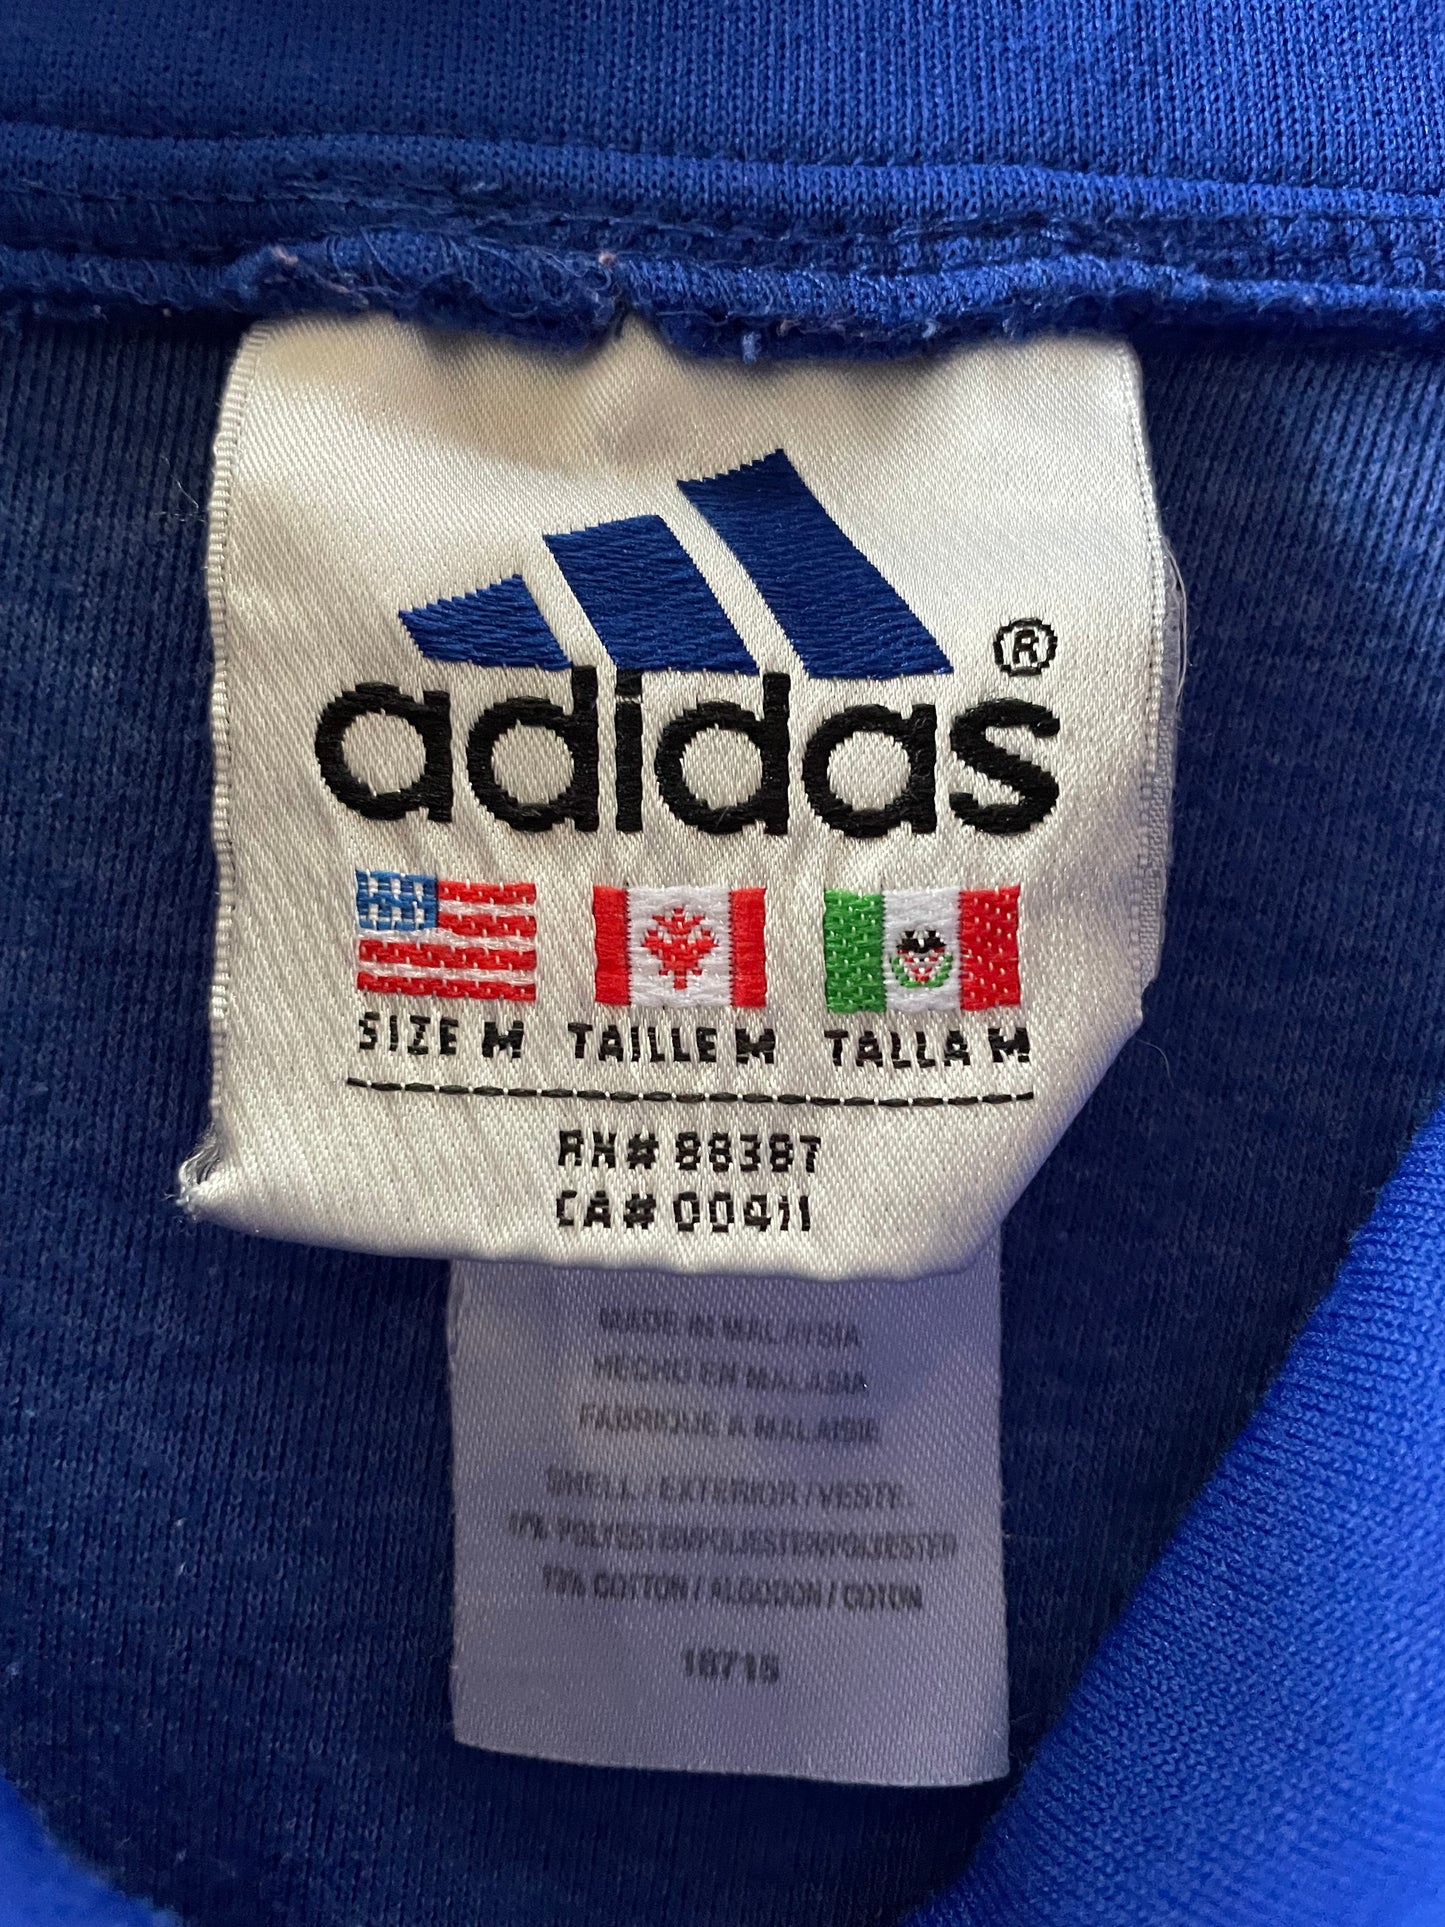 adidas ®
SIZE M TAILLE M TALLA M
RN# 88387
CA# 00411
MADE IN MALAYSIA
HECHO EN MALASIA
FABRIQUE A MALAISIE
SHELL / EXTERIOR / VESTE
POLYESTER/POLIESTER/POLYESTER
COTTON / ALGODON / COTON
18715